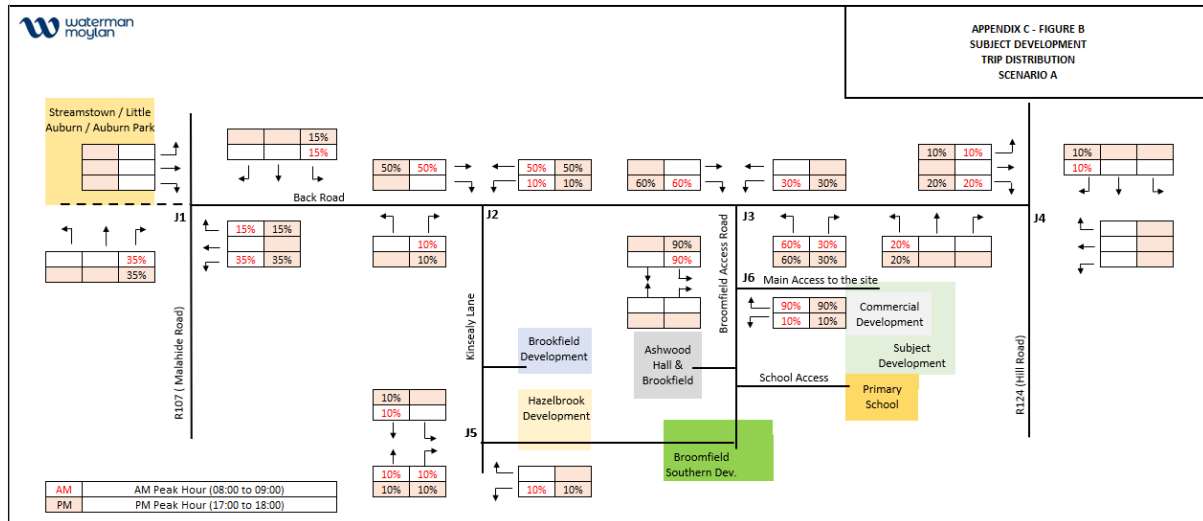 waterman
moylan
APPENDIX C - FIGURE B
SUBJECT DEVELOPMENT
TRIP DISTRIBUTION
SCENARIO A
Streamstown / Little
Auburn / Auburn Park
15%
15%
50% 50%
50% 50%
10% 10%
60% 60%
30% 30%
10% 10%
20% 20%
10%
10%
Back Road
J1
J2
J3
J4
15% 15%
35% 35%
35%
35%
10%
10%
90%
90%
60% 30%
60% 30%
20%
20%
J6
Main Access to the site
90% 90%
10% 10%
Commercial
Development
Subject
Development
R107 ( Malahide Road)
Kinsealy Lane
Broomfield Access Road
R124 (Hill Road)
Brookfield
Development
Ashwood
Hall &
Brookfield
School Access
Primary
School
Hazelbrook
Development
10%
10%
J5
Broomfield
Southern Dev.
10% 10%
10% 10%
10% 10%
AM AM Peak Hour (08:00 to 09:00)
PM PM Peak Hour (17:00 to 18:00)